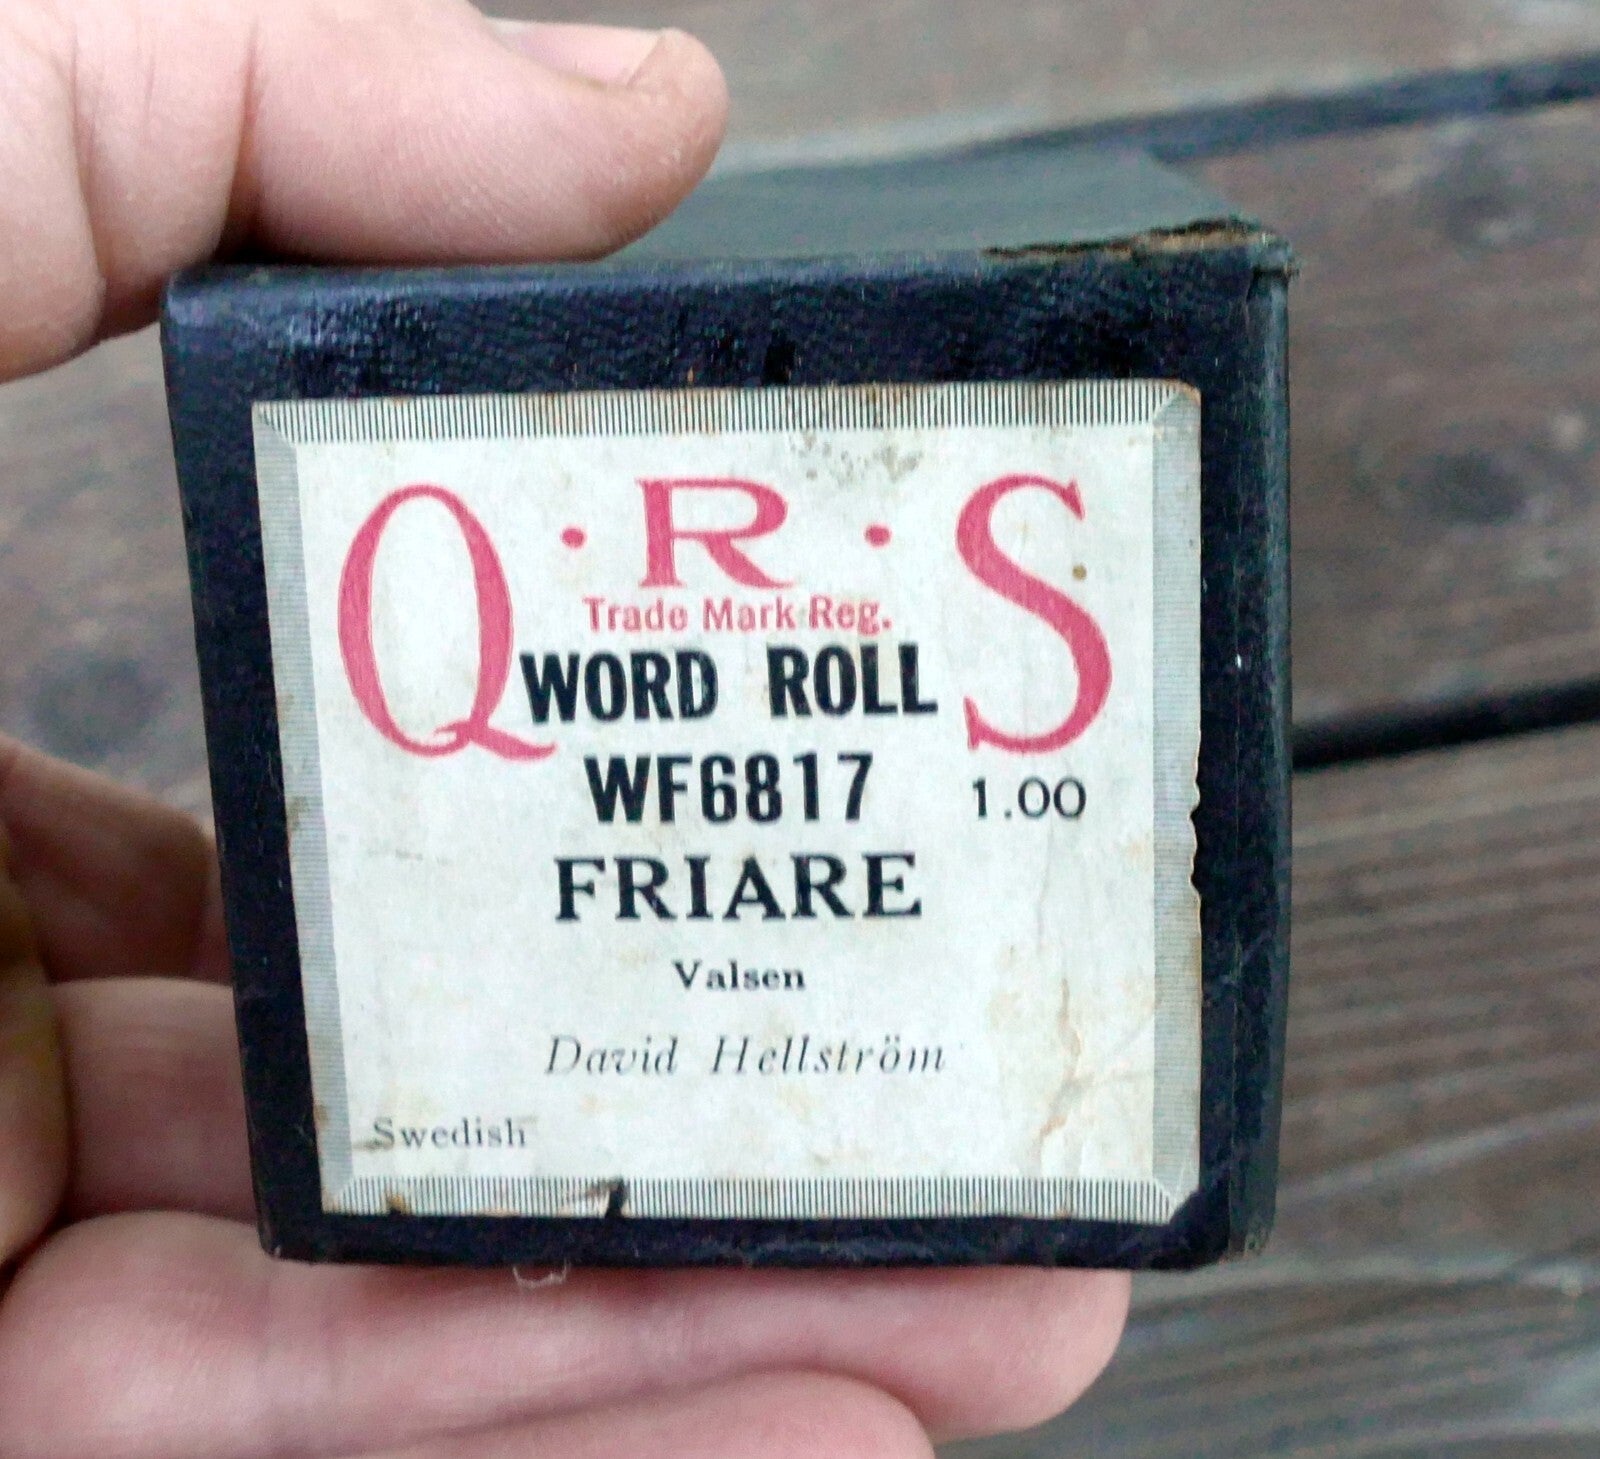 Q·R·S
Trade Mark Reg.
WORD ROLL
WF6817 1.00
FRIARE
Valsen
David Hellström
Swedish